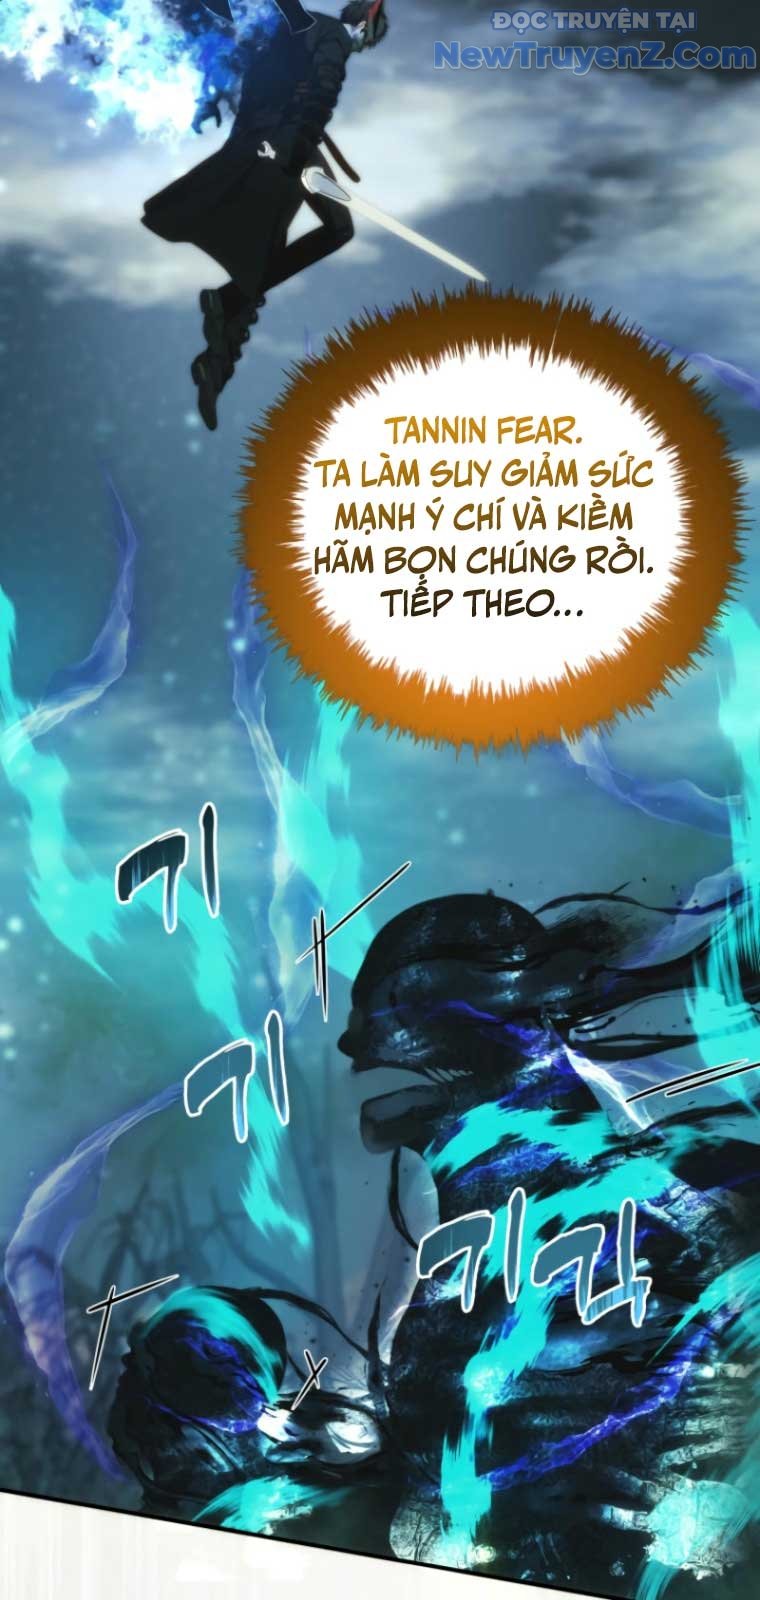 ĐỌC TRUYỆN TẠI
NewTruyenZ.com
TANNIN FEAR.
TA LÀM SUY GIẢM SỨC
MẠNH Ý CHÍ VÀ KIỀM
HÃM BỌN CHÚNG RỒI.
TIẾP THEO...
기
기
기긱